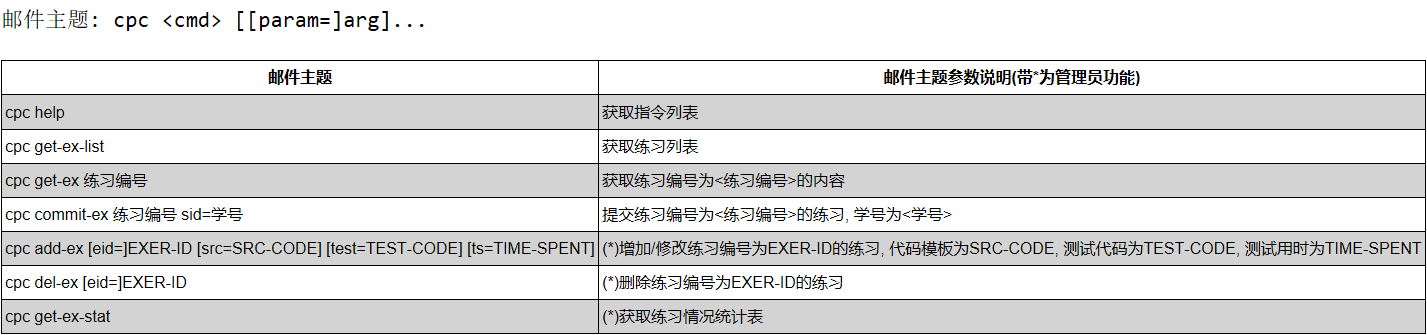 邮件主题: cpc <cmd> [[param=]arg]...
邮件主题 邮件主题参数说明(带*为管理员功能)
cpc help 获取指令列表
cpc get-ex-list 获取练习列表
cpc get-ex 练习编号 获取练习编号为<练习编号>的内容
cpc commit-ex 练习编号 sid=学号 提交练习编号为<练习编号>的练习, 学号为<学号>
cpc add-ex [eid=]EXER-ID [src=SRC-CODE] [test=TEST-CODE] [ts=TIME-SPENT] (*)增加/修改练习编号为EXER-ID的练习, 代码模板为SRC-CODE, 测试代码为TEST-CODE, 测试用时为TIME-SPENT
cpc del-ex [eid=]EXER-ID (*)删除练习编号为EXER-ID的练习
cpc get-ex-stat (*)获取练习情况统计表